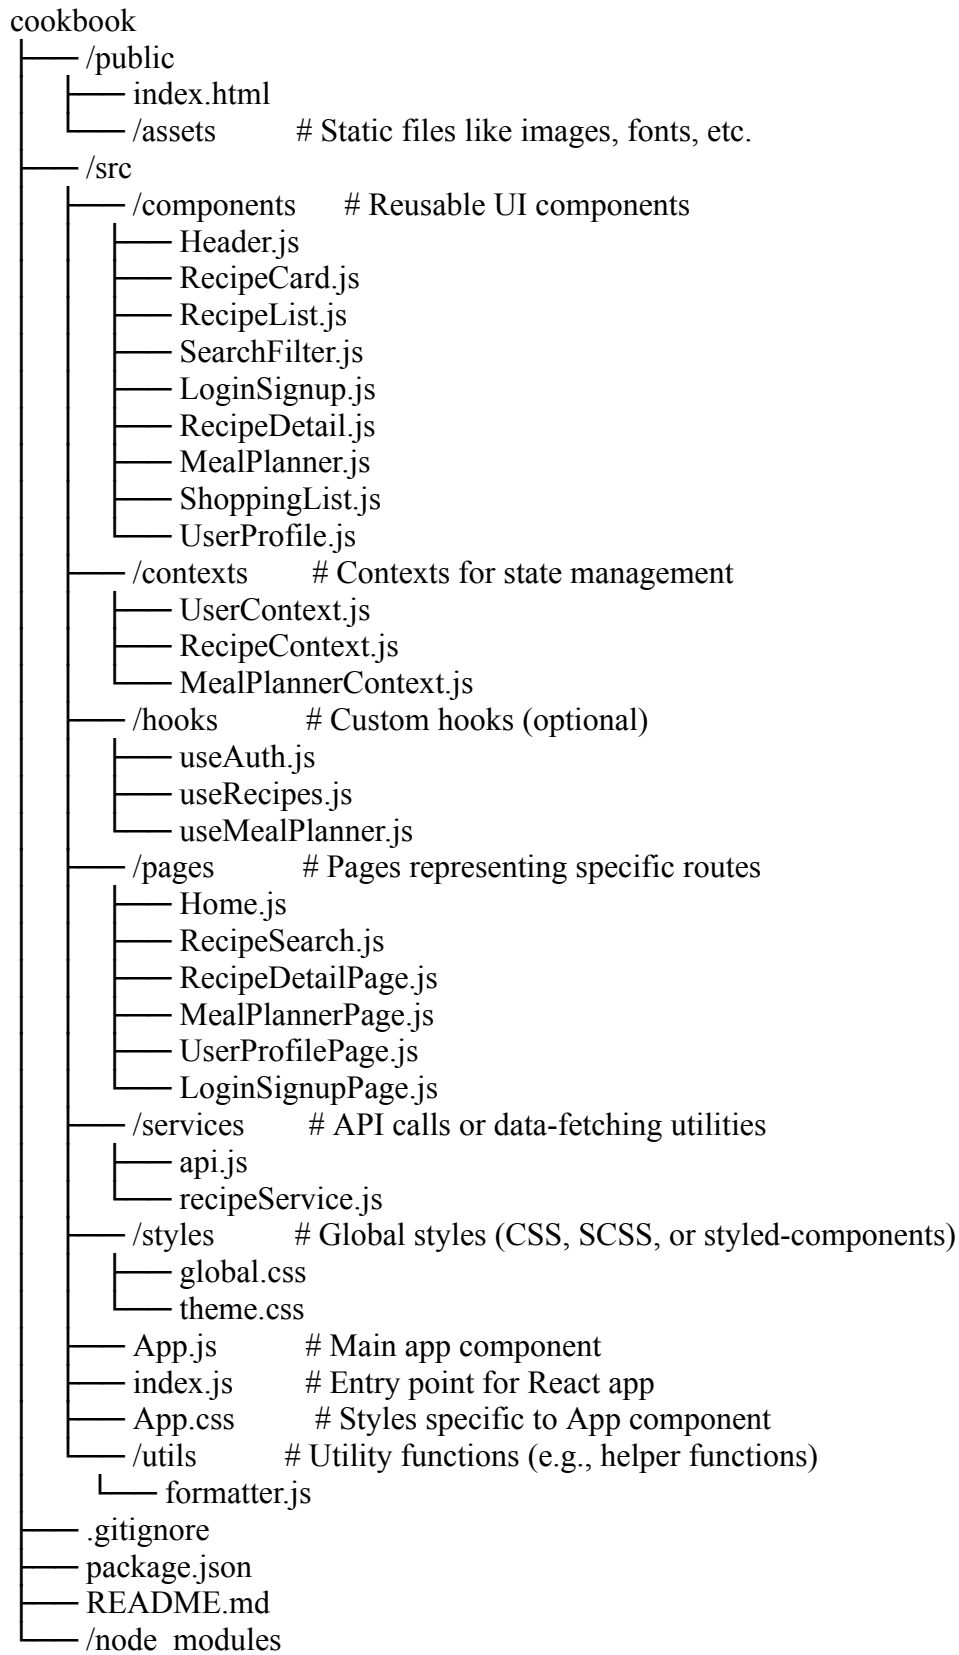 cookbook
/public
index.html
/assets # Static files like images, fonts, etc.
/src
/components # Reusable UI components
Header.js
RecipeCard.js
RecipeList.js
SearchFilter.js
LoginSignup.js
RecipeDetail.js
MealPlanner.js
ShoppingList.js
UserProfile.js
/contexts # Contexts for state management
UserContext.js
RecipeContext.js
MealPlannerContext.js
/hooks # Custom hooks (optional)
useAuth.js
useRecipes.js
useMealPlanner.js
/pages # Pages representing specific routes
Home.js
RecipeSearch.js
RecipeDetailPage.js
MealPlannerPage.js
UserProfilePage.js
LoginSignupPage.js
/services # API calls or data-fetching utilities
api.js
recipeService.js
/styles # Global styles (CSS, SCSS, or styled-components)
global.css
theme.css
App.js # Main app component
index.js # Entry point for React app
App.css # Styles specific to App component
/utils # Utility functions (e.g., helper functions)
formatter.js
.gitignore
package.json
README.md
/node_modules